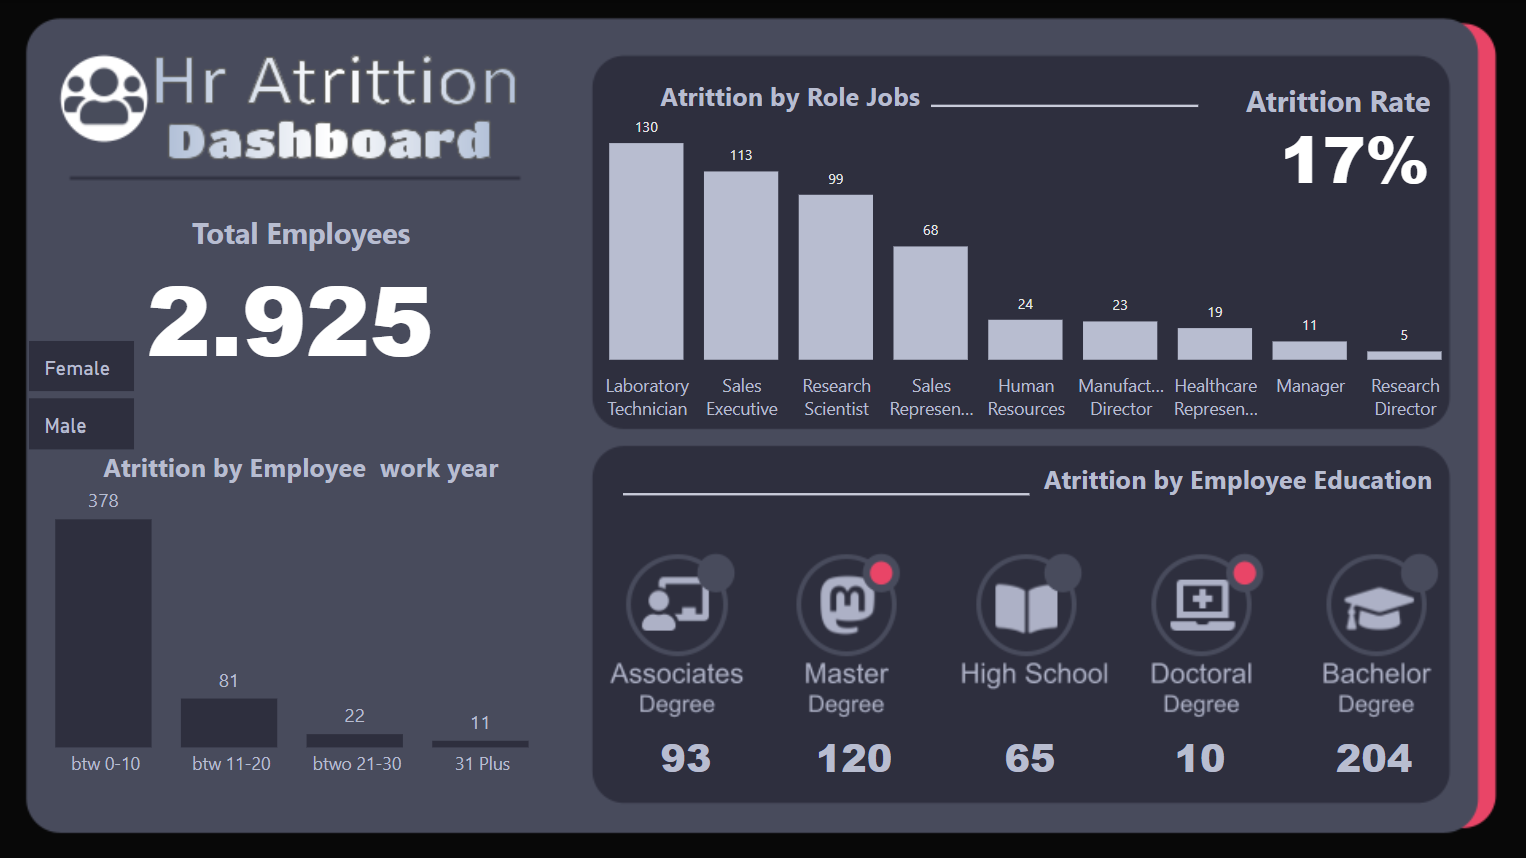 Hr Atrittion
Dashboard
Total Employees
2.925
Female
Male
Atrittion by Employee  work year
378
81
22
11
btw 0-10
btw 11-20
btwo 21-30
31 Plus
Atrittion by Role Jobs
Atrittion Rate
17%
130
113
99
68
24
23
19
11
5
Laboratory
Technician
Sales
Executive
Research
Scientist
Sales
Represen...
Human
Resources
Manufact...
Director
Healthcare
Represen...
Manager
Research
Director
Atrittion by Employee Education
Associates
Degree
Master
Degree
High School
Doctoral
Degree
Bachelor
Degree
93
120
65
10
204